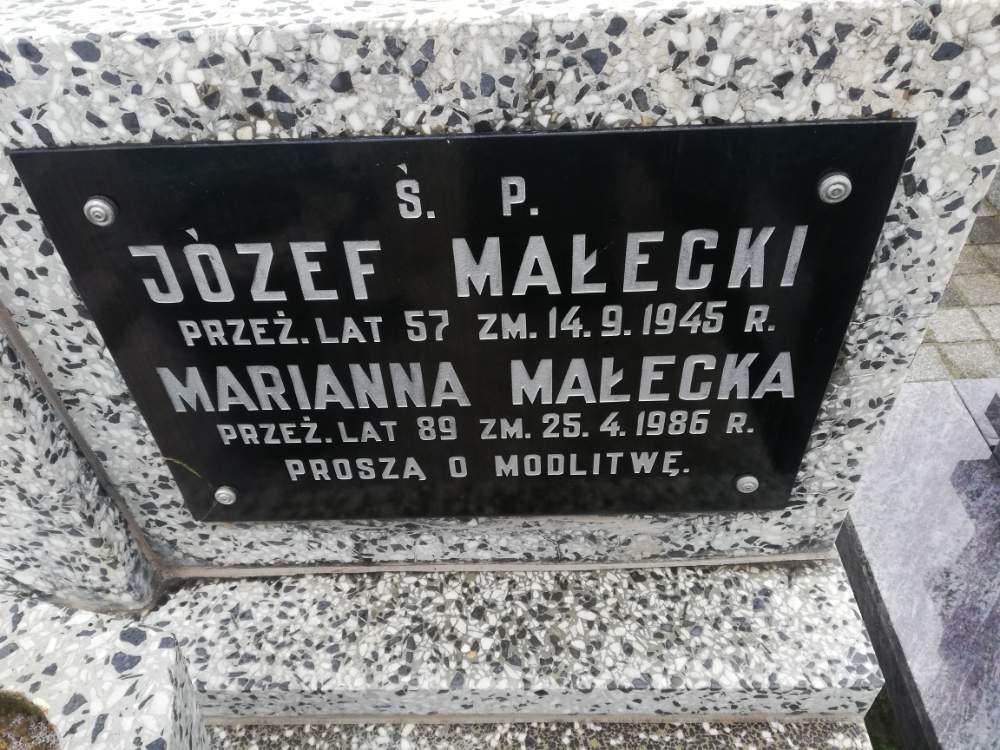 Ś. P.
JÓZEF MAŁECKI
PRZEŻ. LAT 57 ZM. 14. 9. 1945 R.
MARIANNA MAŁECKA
PRZEŻ. LAT 89 ZM. 25. 4. 1986 R.
PROSZĄ O MODLITWĘ.